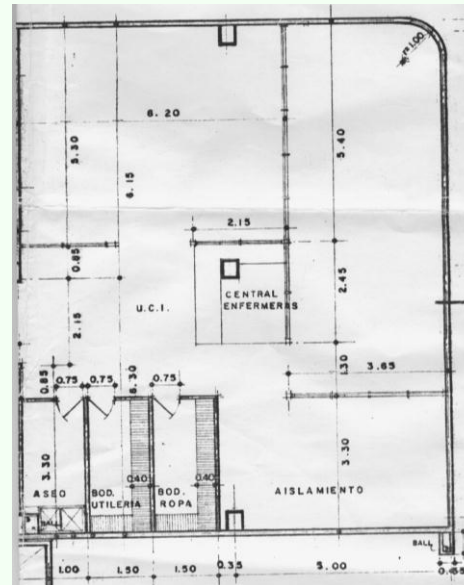 R=1.00
6.20
5.30
6.15
5.40
2.15
0.85
U.C.I.
CENTRAL
ENFERMERAS
2.45
2.15
1.30
3.65
0.85
0.75
0.75
6.30
0.75
3.30
0.40
0.40
3.30
ASEO
BOD.
UTILERIA
BOD.
ROPA
AISLAMIENTO
BALL
BALL
1.00
1.50
1.50
0.35
5.00